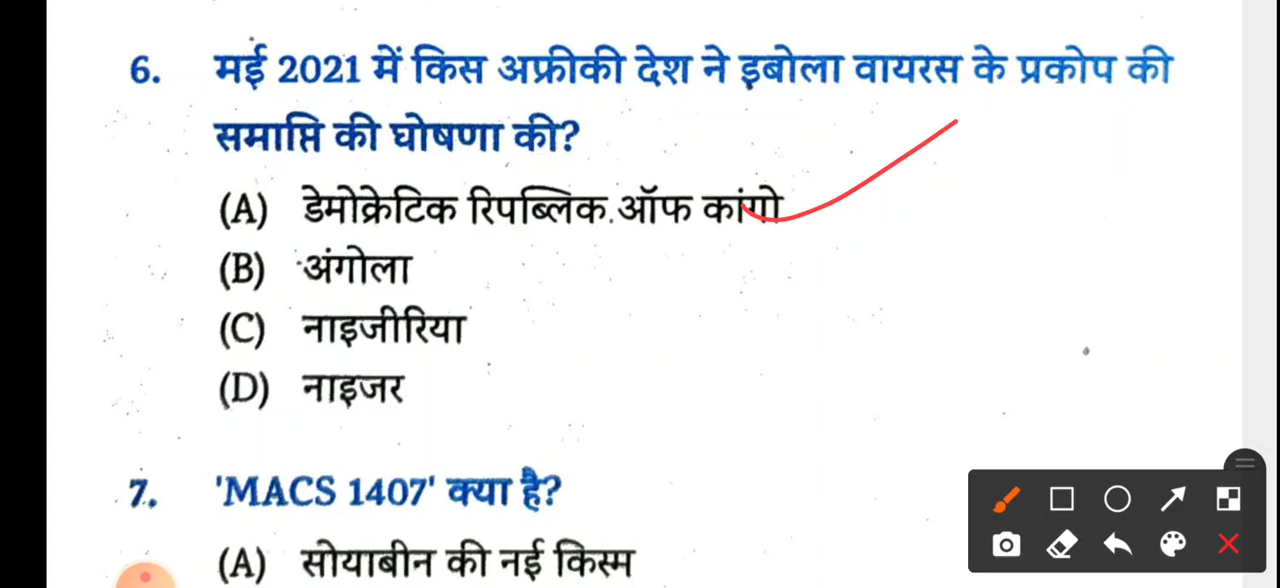 6. मई 2021 में किस अफ्रीकी देश ने इबोला वायरस के प्रकोप की
समाप्ति की घोषणा की?
(A) डेमोक्रेटिक रिपब्लिक ऑफ कांगो
(B) अंगोला
(C) नाइजीरिया
(D) नाइजर
7. 'MACS 1407' क्या है?
(A) सोयाबीन की नई किस्म